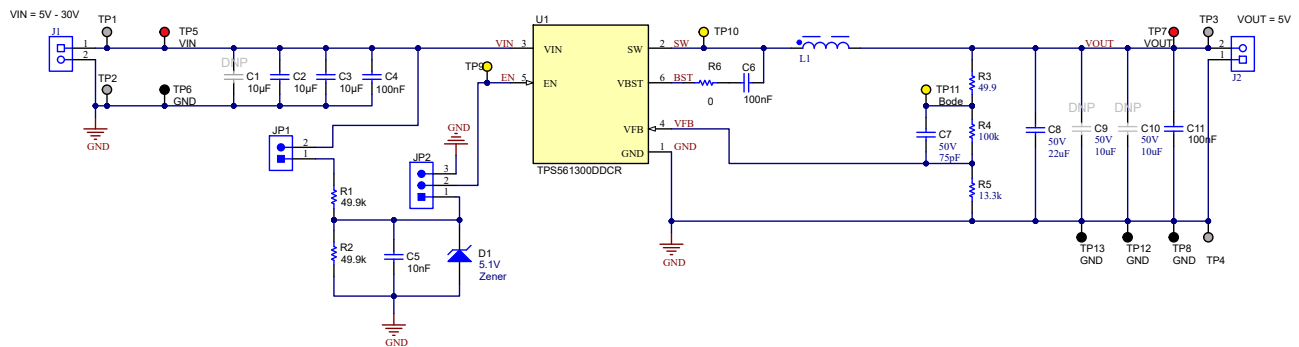 VIN = 5V - 30V
J1
1
2
TP1
TP5
VIN
TP2
TP6
GND
GND
DNP
C1
10µF
C2
10µF
C3
10µF
C4
100nF
JP1
2
1
R1
49.9k
R2
49.9k
C5
10nF
D1
5.1V
Zener
GND
JP2
3
2
1
GND
TP9
EN
VIN
U1
3
VIN
5
EN
SW
2
VBST
6
VFB
4
GND
1
TPS561300DDCR
SW
TP10
BST
R6
0
C6
100nF
VFB
GND
GND
L1
TP11
Bode
C7
50V
75pF
R3
49.9
R4
100k
R5
13.3k
C8
50V
22uF
DNP
C9
50V
10uF
DNP
C10
50V
10uF
C11
100nF
VOUT
TP7
VOUT
TP3
VOUT = 5V
2
1
J2
TP13
GND
TP12
GND
TP8
GND
TP4